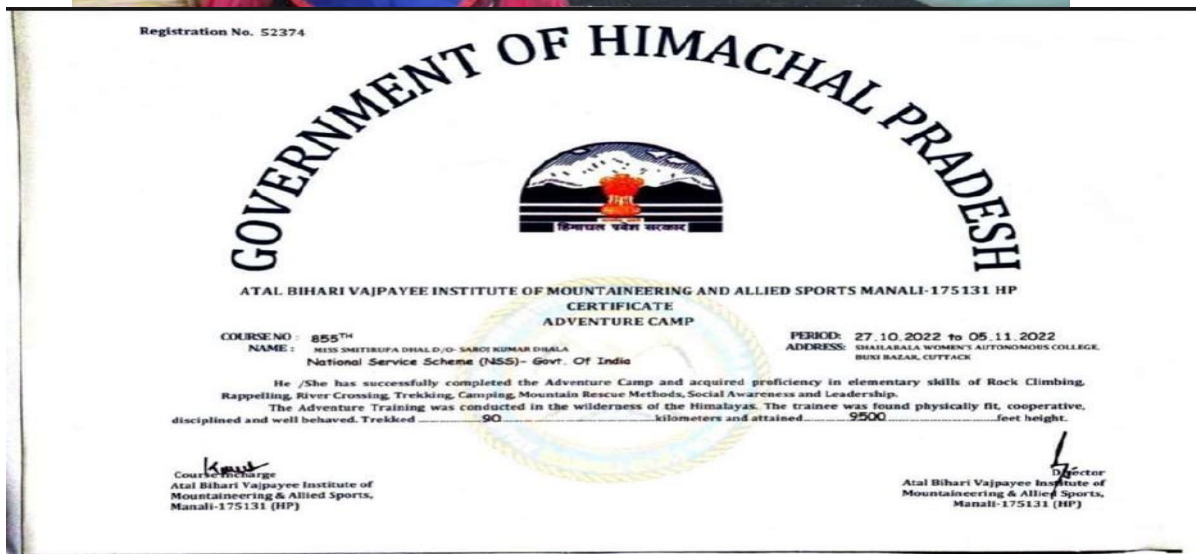 Registration No. 52374
GOVERNMENT OF HIMACHAL PRADESH
हिमाचल प्रदेश सरकार
ATAL BIHARI VAJPAYEE INSTITUTE OF MOUNTAINEERING AND ALLIED SPORTS MANALI-175131 HP
CERTIFICATE
ADVENTURE CAMP
COURSE NO : 855TH
PERIOD: 27.10.2022 to 05.11.2022
NAME : MISS SMITIRUPA DHAL D/O- SAROJ KUMAR DHALA
ADDRESS: SHAILABALA WOMEN'S AUTONOMOUS COLLEGE,
National Service Scheme (NSS)- Govt. Of India
BUXI BAZAR, CUTTACK
He /She has successfully completed the Adventure Camp and acquired proficiency in elementary skills of Rock Climbing,
Rappelling, River Crossing, Trekking, Camping, Mountain Rescue Methods, Social Awareness and Leadership.
The Adventure Training was conducted in the wilderness of the Himalayas. The trainee was found physically fit, cooperative,
disciplined and well behaved. Trekked ..........90..........kilometers and attained..........9500..........feet height.
Course Incharge
Atal Bihari Vajpayee Institute of
Mountaineering & Allied Sports,
Manali-175131 (HP)
Director
Atal Bihari Vajpayee Institute of
Mountaineering & Allied Sports,
Manali-175131 (HP)